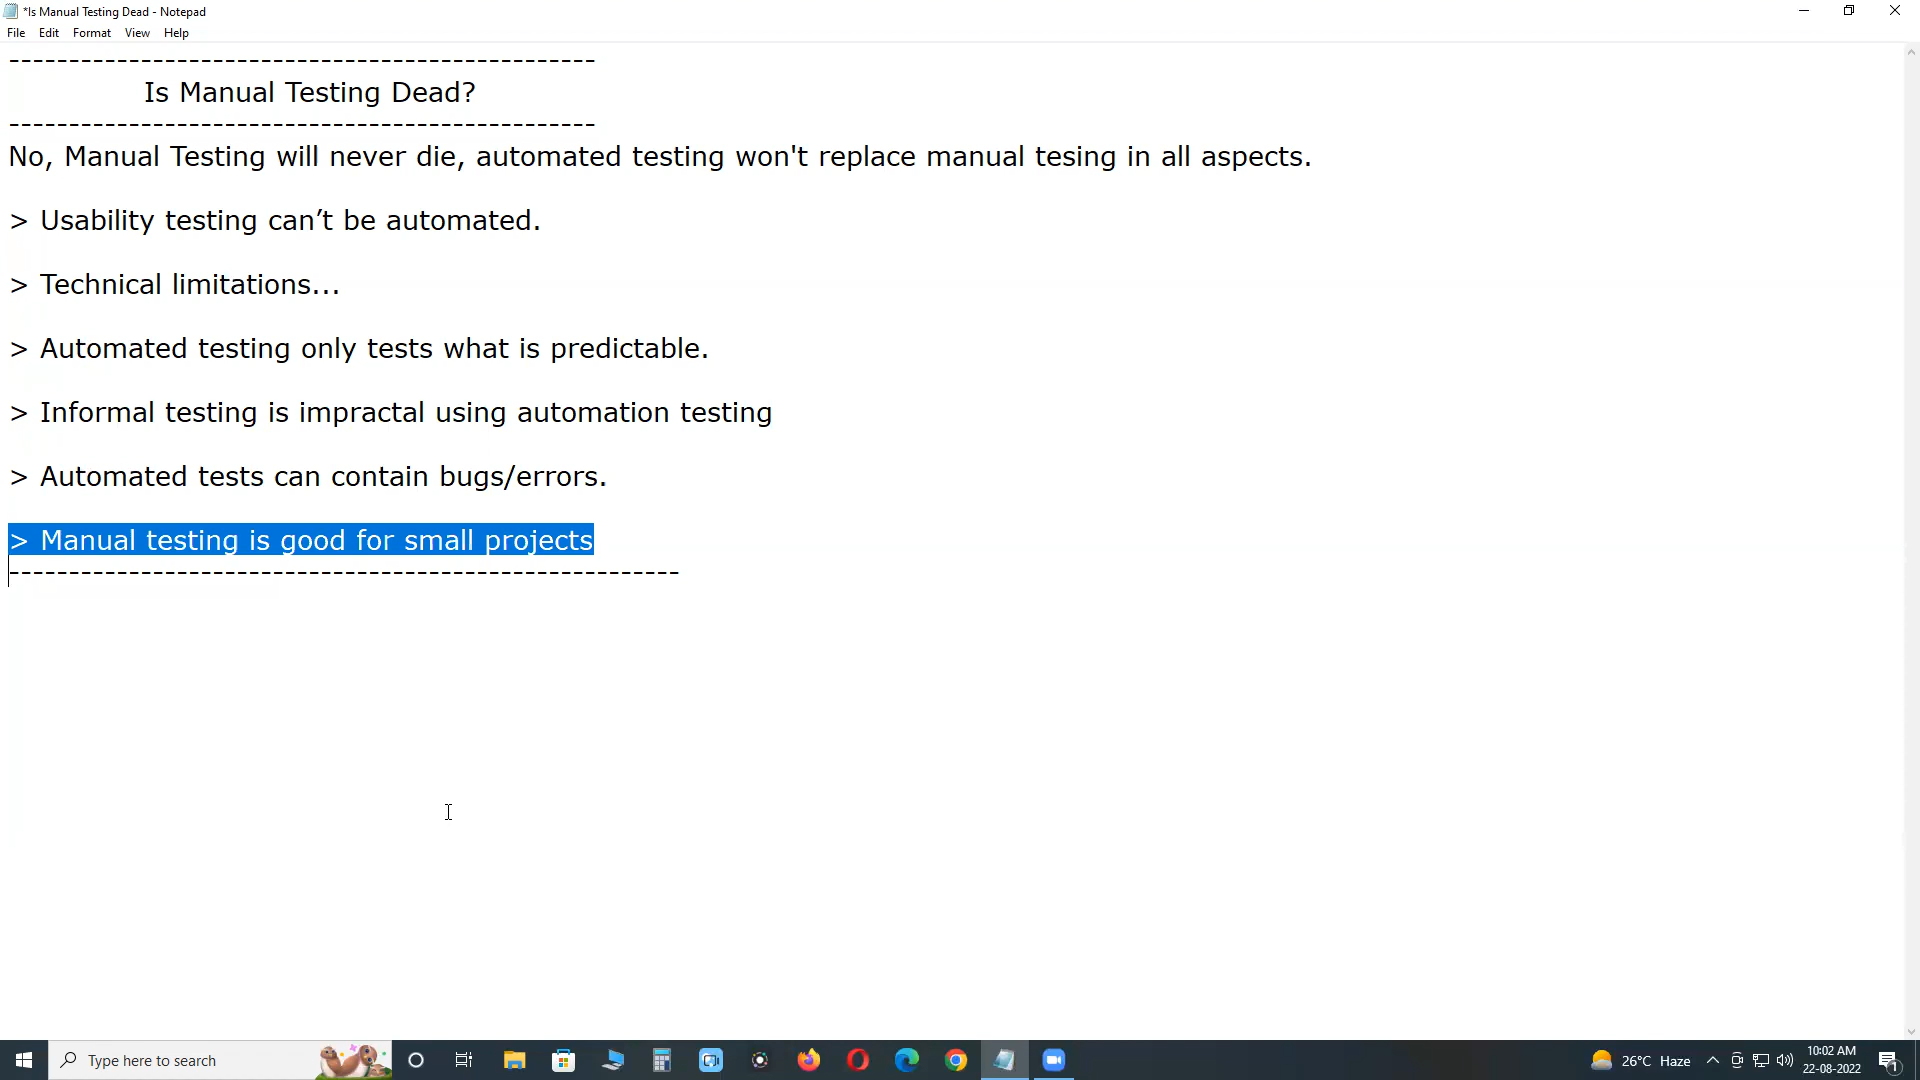 *Is Manual Testing Dead - Notepad
File Edit Format View Help
-------------------------------------------------
Is Manual Testing Dead?
-------------------------------------------------
No, Manual Testing will never die, automated testing won't replace manual tesing in all aspects.
> Usability testing can’t be automated.
> Technical limitations...
> Automated testing only tests what is predictable.
> Informal testing is impractal using automation testing
> Automated tests can contain bugs/errors.
> Manual testing is good for small projects
--------------------------------------------------------
Type here to search
26°C Haze
10:02 AM
22-08-2022
1